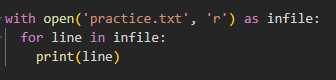 with open('practice.txt', 'r') as infile:
  for line in infile:
    print(line)